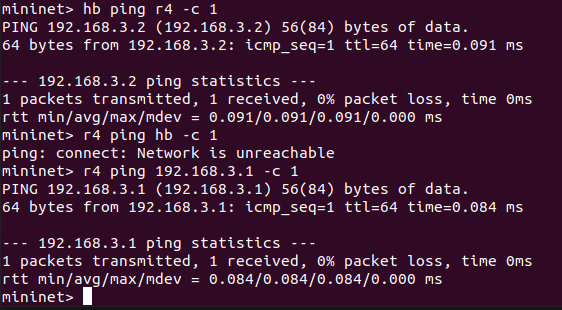 mininet> hb ping r4 -c 1
PING 192.168.3.2 (192.168.3.2) 56(84) bytes of data.
64 bytes from 192.168.3.2: icmp_seq=1 ttl=64 time=0.091 ms

--- 192.168.3.2 ping statistics ---
1 packets transmitted, 1 received, 0% packet loss, time 0ms
rtt min/avg/max/mdev = 0.091/0.091/0.091/0.000 ms
mininet> r4 ping hb -c 1
ping: connect: Network is unreachable
mininet> r4 ping 192.168.3.1 -c 1
PING 192.168.3.1 (192.168.3.1) 56(84) bytes of data.
64 bytes from 192.168.3.1: icmp_seq=1 ttl=64 time=0.084 ms

--- 192.168.3.1 ping statistics ---
1 packets transmitted, 1 received, 0% packet loss, time 0ms
rtt min/avg/max/mdev = 0.084/0.084/0.084/0.000 ms
mininet>